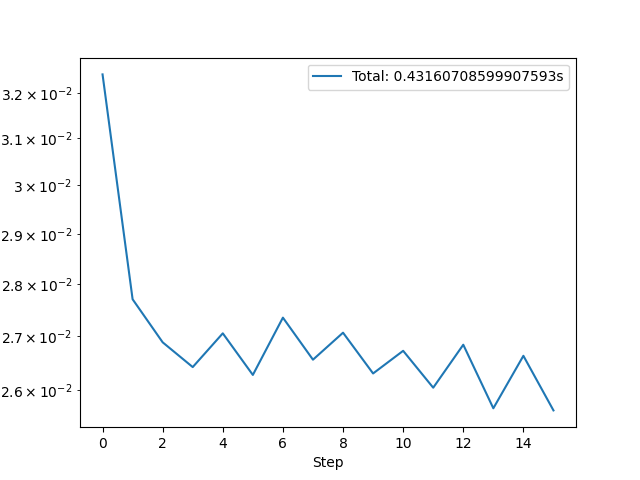 Total: 0.43160708599907593s
3.2 × 10⁻²
3.1 × 10⁻²
3 × 10⁻²
2.9 × 10⁻²
2.8 × 10⁻²
2.7 × 10⁻²
2.6 × 10⁻²
0 2 4 6 8 10 12 14
Step